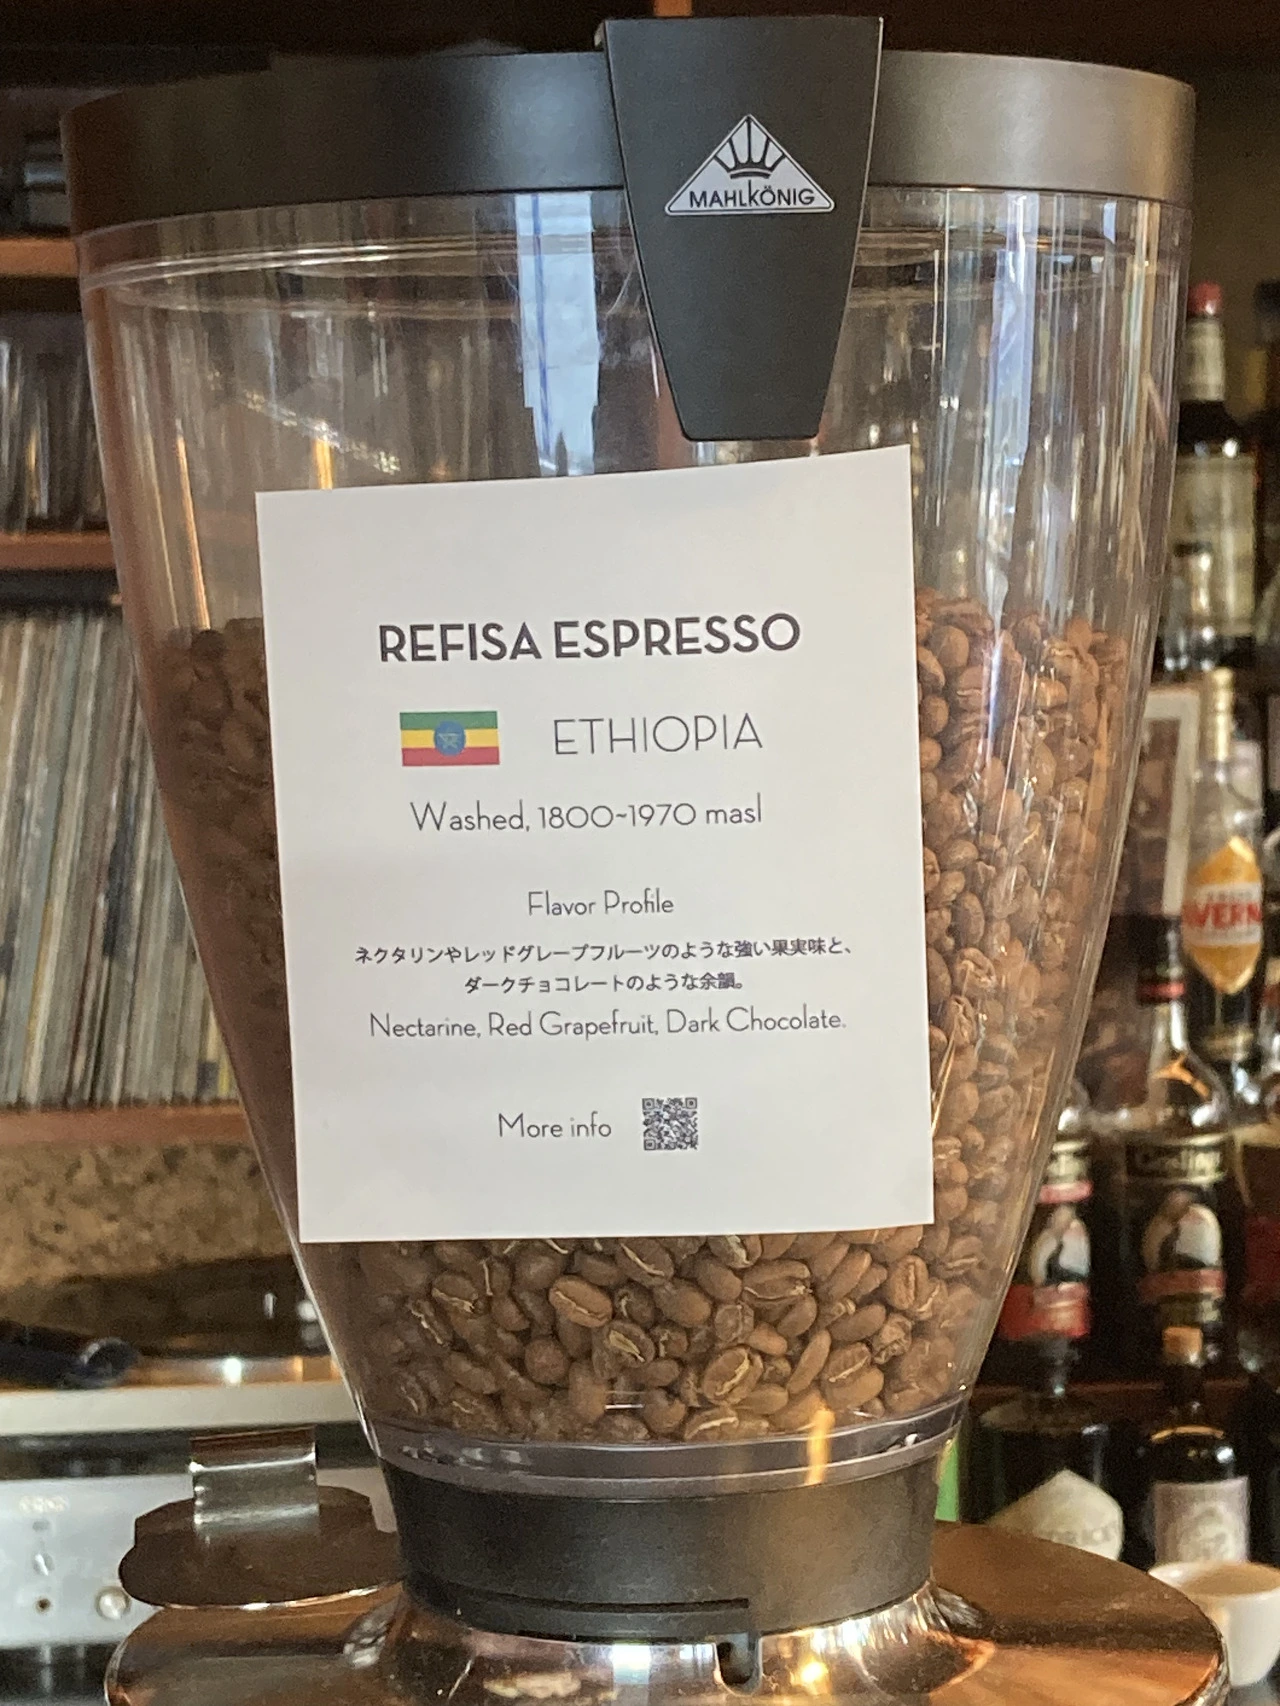 MAHLKÖNIG
REFISA ESPRESSO
ETHIOPIA
Washed, 1800~1970 masl
Flavor Profile
ネクタリンやレッドグレープフルーツのような強い果実味と、
ダークチョコレートのような余韻。
Nectarine, Red Grapefruit, Dark Chocolate.
More info